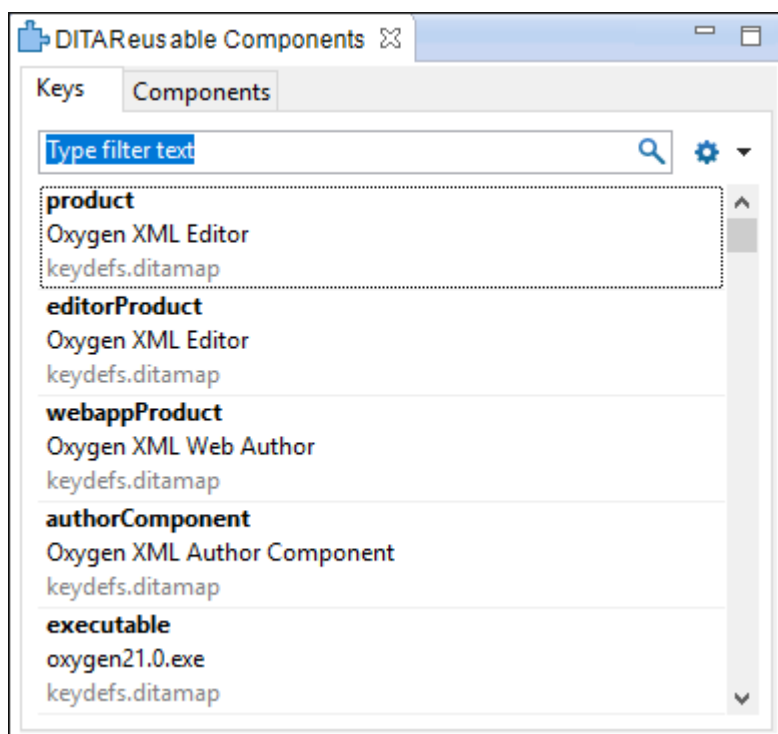 DITAReusable Components
Keys Components
Type filter text
product
Oxygen XML Editor
keydefs.ditamap
editorProduct
Oxygen XML Editor
keydefs.ditamap
webappProduct
Oxygen XML Web Author
keydefs.ditamap
authorComponent
Oxygen XML Author Component
keydefs.ditamap
executable
oxygen21.0.exe
keydefs.ditamap